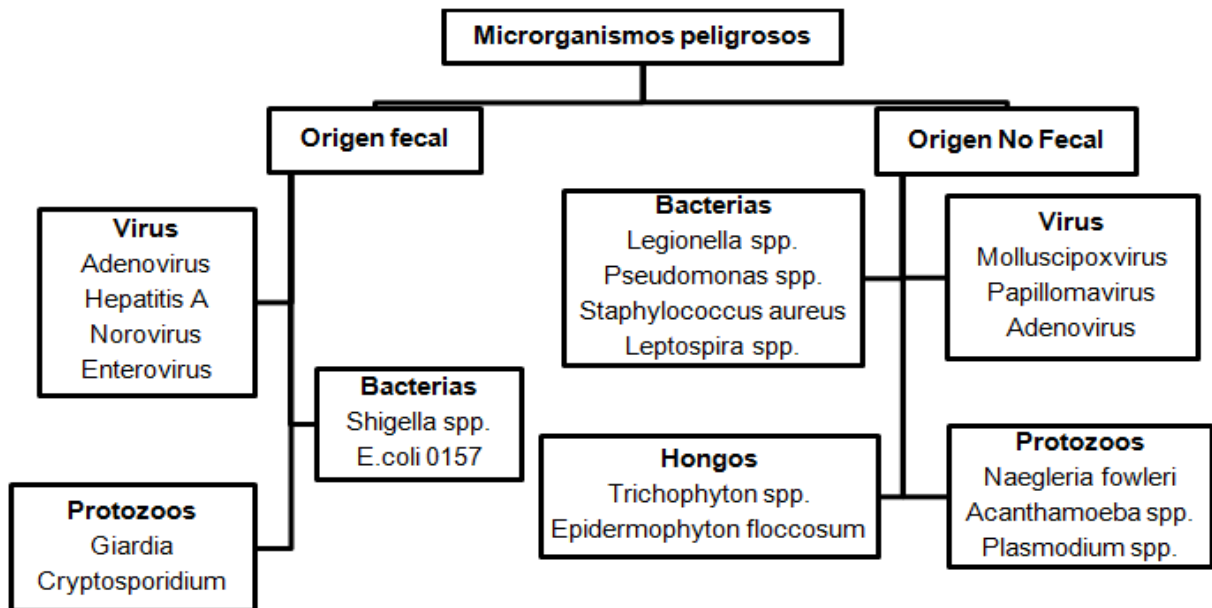 Microrganismos peligrosos
Origen fecal
Origen No Fecal
Virus
Adenovirus
Hepatitis A
Norovirus
Enterovirus
Bacterias
Shigella spp.
E.coli 0157
Protozoos
Giardia
Cryptosporidium
Bacterias
Legionella spp.
Pseudomonas spp.
Staphylococcus aureus
Leptospira spp.
Virus
Molluscipoxvirus
Papillomavirus
Adenovirus
Hongos
Trichophyton spp.
Epidermophyton floccosum
Protozoos
Naegleria fowleri
Acanthamoeba spp.
Plasmodium spp.